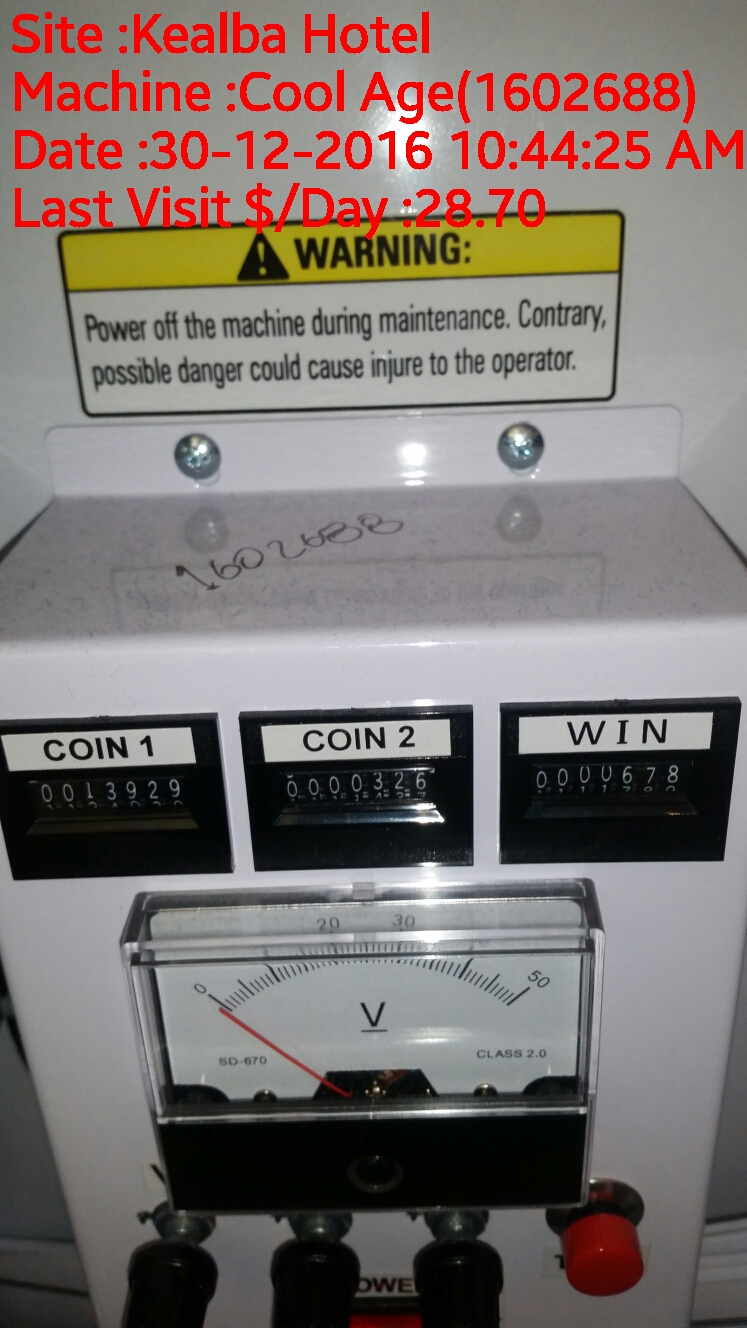 Site :Kealba Hotel
Machine :Cool Age(1602688)
Date :30-12-2016 10:44:25 AM
Last Visit $/Day :28.70
WARNING:
Power off the machine during maintenance. Contrary,
possible danger could cause injure to the operator.
1602688
COIN 1
COIN 2
WIN
0013929
0000326
0000678
20 30
0 50
V
SD-670
CLASS 2.0